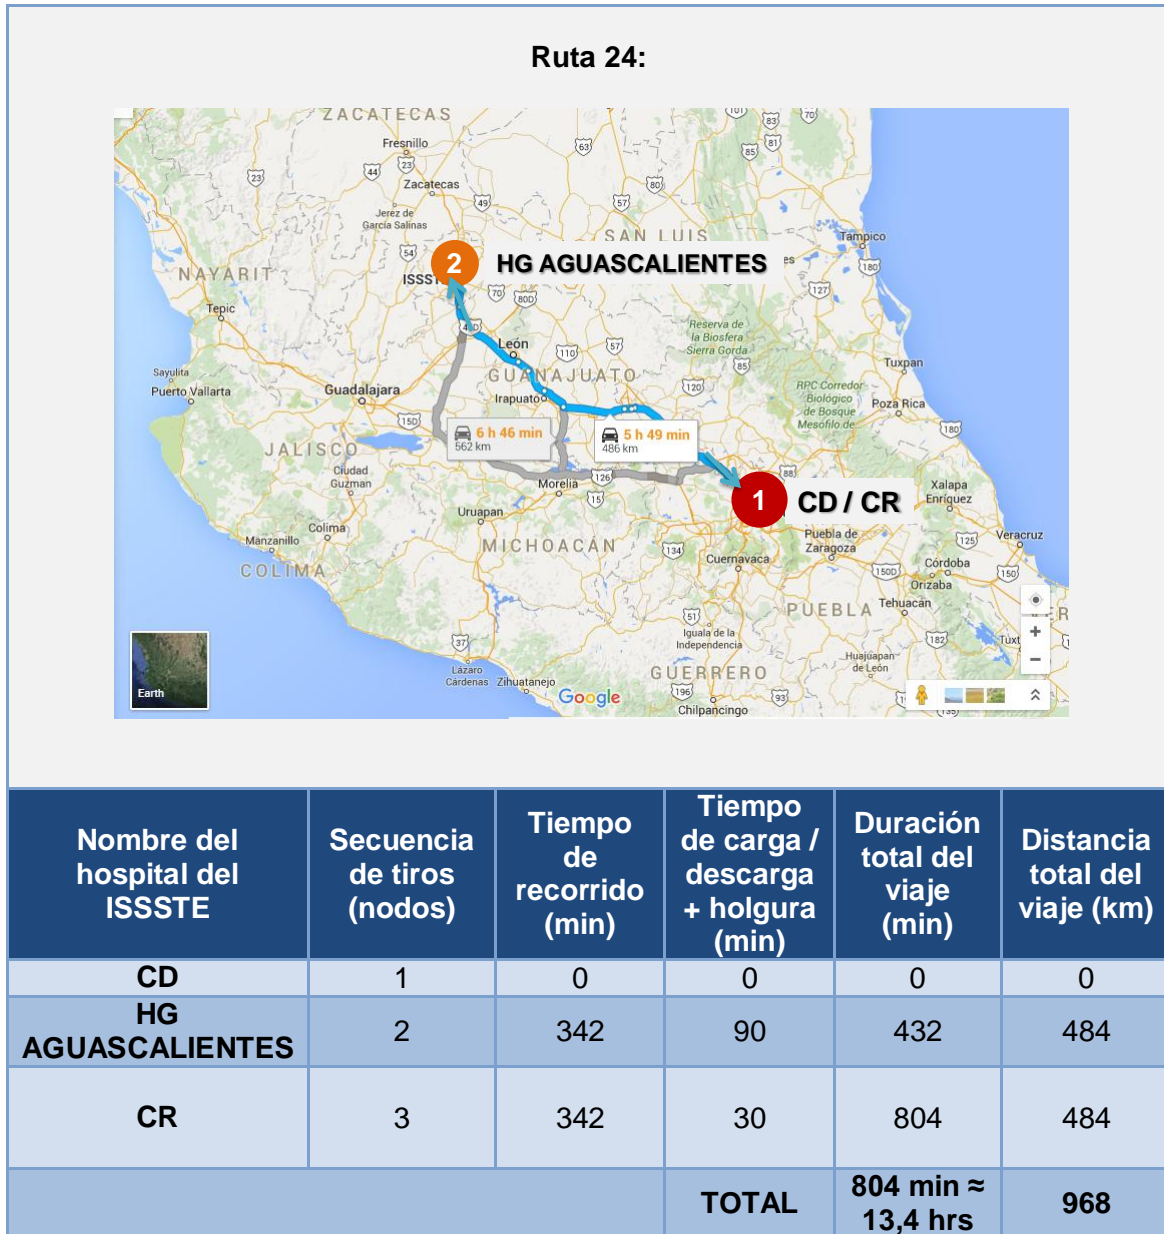 Ruta 24:
ZACATECAS
Fresnillo
Zacatecas
Jerez de
García Salinas
SAN LUIS
Tampico
NAYARIT
ISSST
2 HG AGUASCALIENTES
es
Tepic
León
Reserva de
la Biosfera
Sierra Gorda
Tuxpan
GUANAJUATO
Sayulita
Puerto Vallarta
Guadalajara
Irapuato
RPC Corredor
Biológico
de Bosque
Mesófilo de...
Poza Rica
6 h 46 min
562 km
5 h 49 min
486 km
JALISCO
Ciudad
Guzman
Morelia
1 CD / CR
Xalapa
Enríquez
Uruapan
Colima
Manzanillo
MICHOACÁN
Puebla de
Zaragoza
Veracruz
COLIMA
Cuernavaca
Córdoba
Orizaba
PUEBLA
Tehuacán
Iguala de la
Independencia
Huajuapan
de León
Tuxt
Lázaro
Cárdenas
Zihuatanejo
GUERRERO
Chilpancingo
Earth
Google
Nombre del
hospital del
ISSSTE
Secuencia
de tiros
(nodos)
Tiempo
de
recorrido
(min)
Tiempo
de carga /
descarga
+ holgura
(min)
Duración
total del
viaje
(min)
Distancia
total del
viaje (km)
CD 1 0 0 0 0
HG
AGUASCALIENTES 2 342 90 432 484
CR 3 342 30 804 484
TOTAL 804 min ≈
13,4 hrs 968